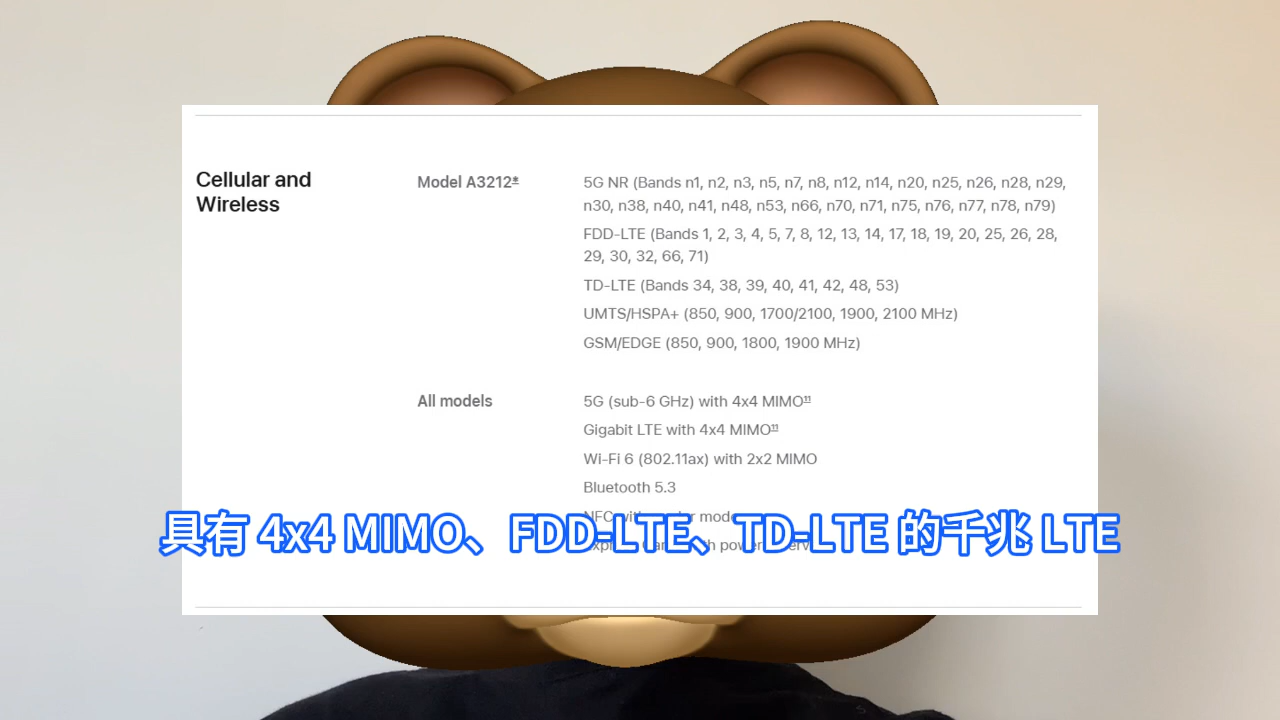 Cellular and
Wireless
Model A3212*
5G NR (Bands n1, n2, n3, n5, n7, n8, n12, n14, n20, n25, n26, n28, n29,
n30, n38, n40, n41, n48, n53, n66, n70, n71, n75, n76, n77, n78, n79)
FDD-LTE (Bands 1, 2, 3, 4, 5, 7, 8, 12, 13, 14, 17, 18, 19, 20, 25, 26, 28,
29, 30, 32, 66, 71)
TD-LTE (Bands 34, 38, 39, 40, 41, 42, 48, 53)
UMTS/HSPA+ (850, 900, 1700/2100, 1900, 2100 MHz)
GSM/EDGE (850, 900, 1800, 1900 MHz)
All models
5G (sub-6 GHz) with 4x4 MIMO11
Gigabit LTE with 4x4 MIMO11
Wi-Fi 6 (802.11ax) with 2x2 MIMO
Bluetooth 5.3
NFC with
具有 4x4 MIMO、FDD-LTE、TD-LTE 的千兆 LTE